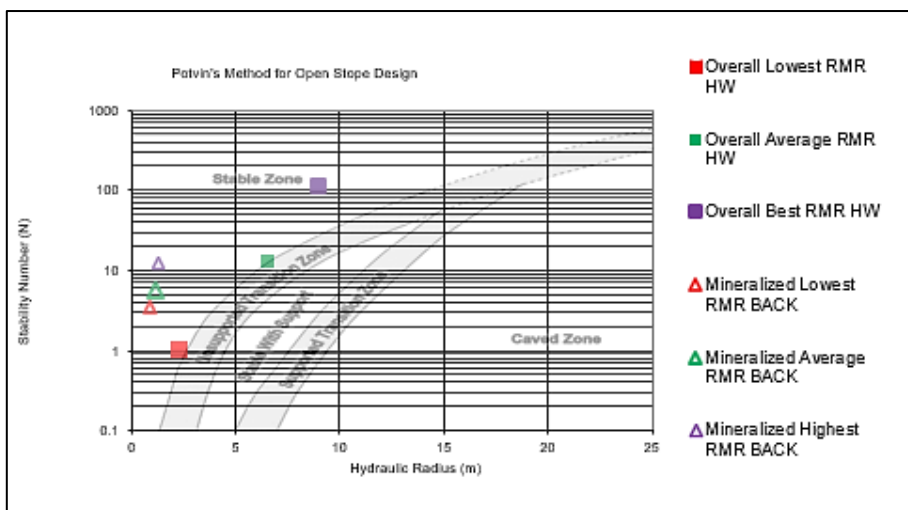 Potvin's Method for Open Stope Design
1000
100
10
1
0.1
0
5
10
15
20
25
Stability Number (N)
Hydraulic Radius (m)
Stable Zone
Unsupported Transition Zone
Stable With Support
Supported Transition Zone
Caved Zone
Overall Lowest RMR
HW
Overall Average RMR
HW
Overall Best RMR HW
Mineralized Lowest
RMR BACK
Mineralized Average
RMR BACK
Mineralized Highest
RMR BACK